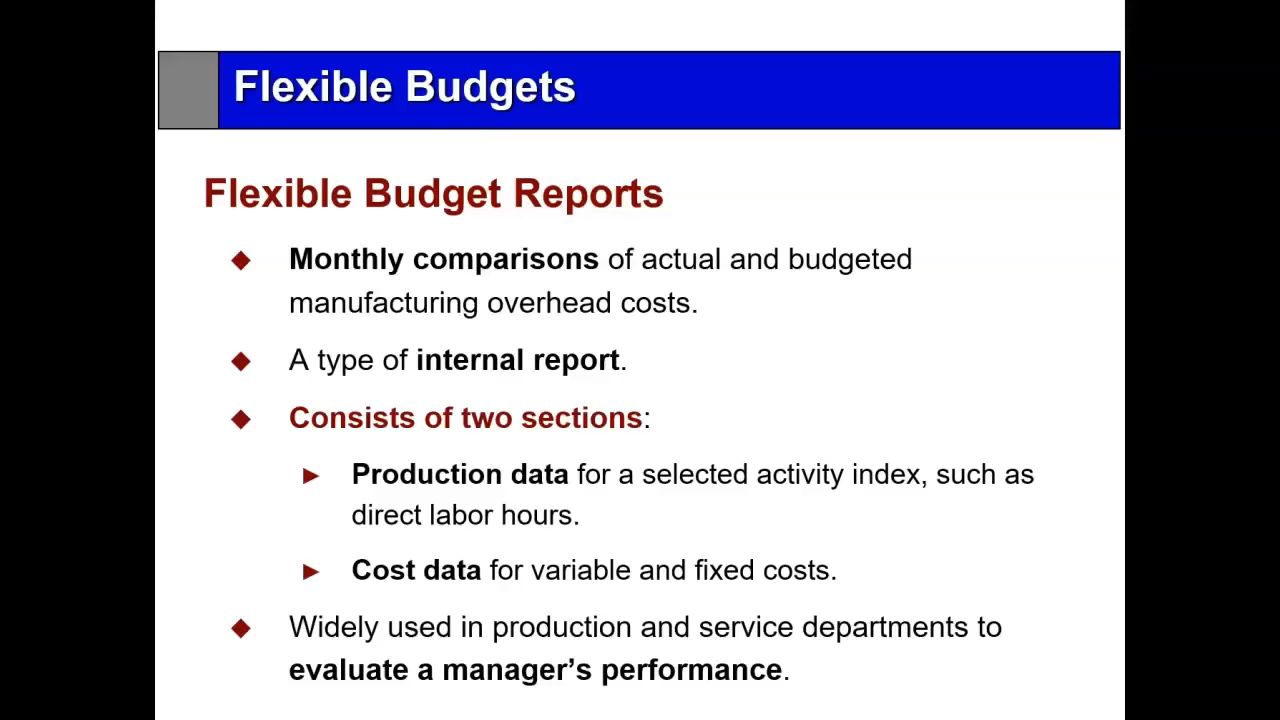 Flexible Budgets
Flexible Budget Reports
Monthly comparisons of actual and budgeted
manufacturing overhead costs.
A type of internal report.
Consists of two sections:
Production data for a selected activity index, such as
direct labor hours.
Cost data for variable and fixed costs.
Widely used in production and service departments to
evaluate a manager’s performance.